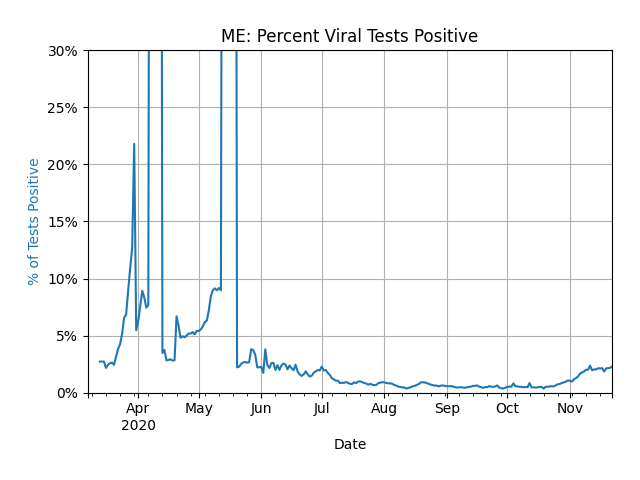 ME: Percent Viral Tests Positive
30%
25%
20%
15%
10%
5%
0%
% of Tests Positive
Apr
2020
May
Jun
Jul
Aug
Sep
Oct
Nov
Date